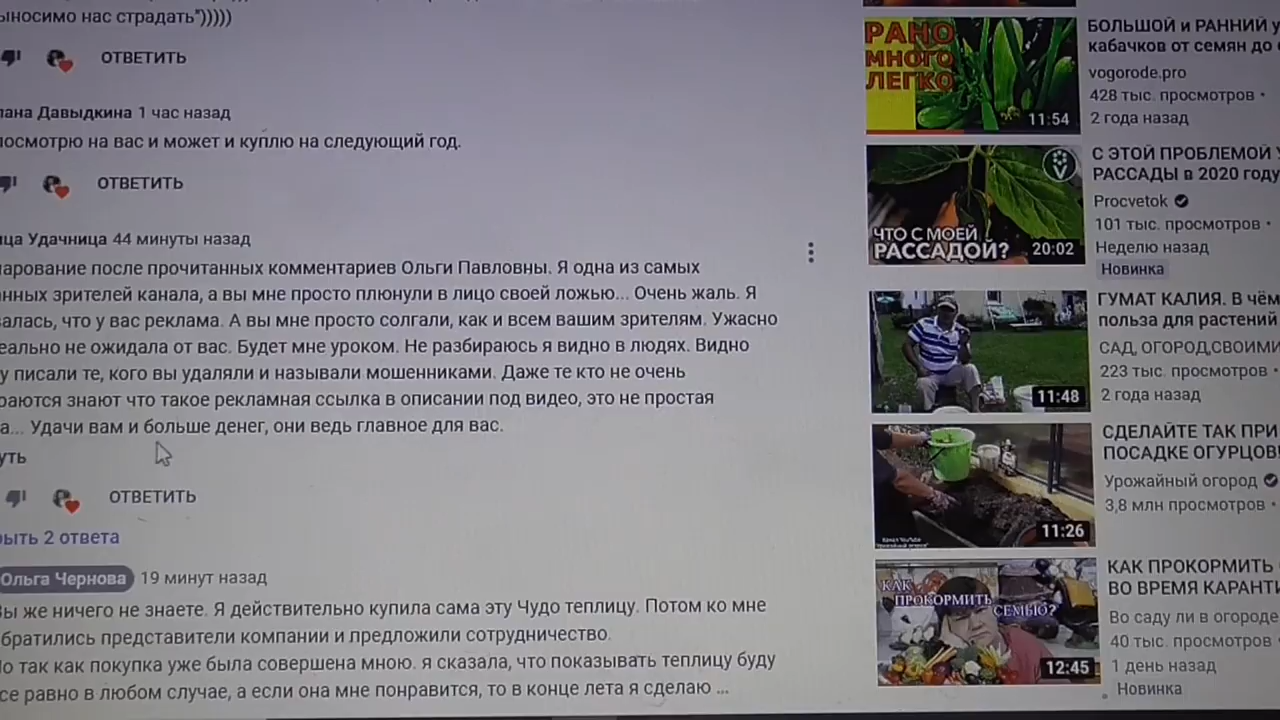 ыносимо нас страдать")))))
ОТВЕТИТЬ
лана Давыдкина 1 час назад
посмотрю на вас и может и куплю на следующий год.
ОТВЕТИТЬ
ица Удачница 44 минуты назад
чарование после прочитанных комментариев Ольги Павловны. Я одна из самых
анных зрителей канала, а вы мне просто плюнули в лицо своей ложью... Очень жаль. Я
залась, что у вас реклама. А вы мне просто солгали, как и всем вашим зрителям. Ужасно
еально не ожидала от вас. Будет мне уроком. Не разбираюсь я видно в людях. Видно
у писали те, кого вы удаляли и называли мошенниками. Даже те кто не очень
раются знают что такое рекламная ссылка в описании под видео, это не простая
а... Удачи вам и больше денег, они ведь главное для вас.
уть
ОТВЕТИТЬ
рыть 2 ответа
Ольга Чернова 19 минут назад
Вы же ничего не знаете. Я действительно купила сама эту Чудо теплицу. Потом ко мне
обратились представители компании и предложили сотрудничество.
Но так как покупка уже была совершена мною. я сказала, что показывать теплицу буду
все равно в любом случае, а если она мне понравится, то в конце лета я сделаю ...
РАНО
МНОГО
ЛЕГКО
11:54
БОЛЬШОЙ и РАННИЙ у
кабачков от семян до
vogorode.pro
428 тыс. просмотров •
2 года назад
ЧТО С МОЕЙ
РАССАДОЙ?
20:02
С ЭТОЙ ПРОБЛЕМОЙ
РАССАДЫ в 2020 году
Procvetok
101 тыс. просмотров •
Неделю назад
Новинка
11:48
ГУМАТ КАЛИЯ. В чём
польза для растений
САД, ОГОРОД,СВОИМИ
223 тыс. просмотров •
2 года назад
11:26
СДЕЛАЙТЕ ТАК ПРИ
ПОСАДКЕ ОГУРЦОВ!
Урожайный огород
3,8 млн просмотров •
КАК
ПРОКОРМИТЬ
СЕМЬЮ?
12:45
КАК ПРОКОРМИТЬ
ВО ВРЕМЯ КАРАНТИ
Во саду ли в огороде
40 тыс. просмотров •
1 день назад
Новинка